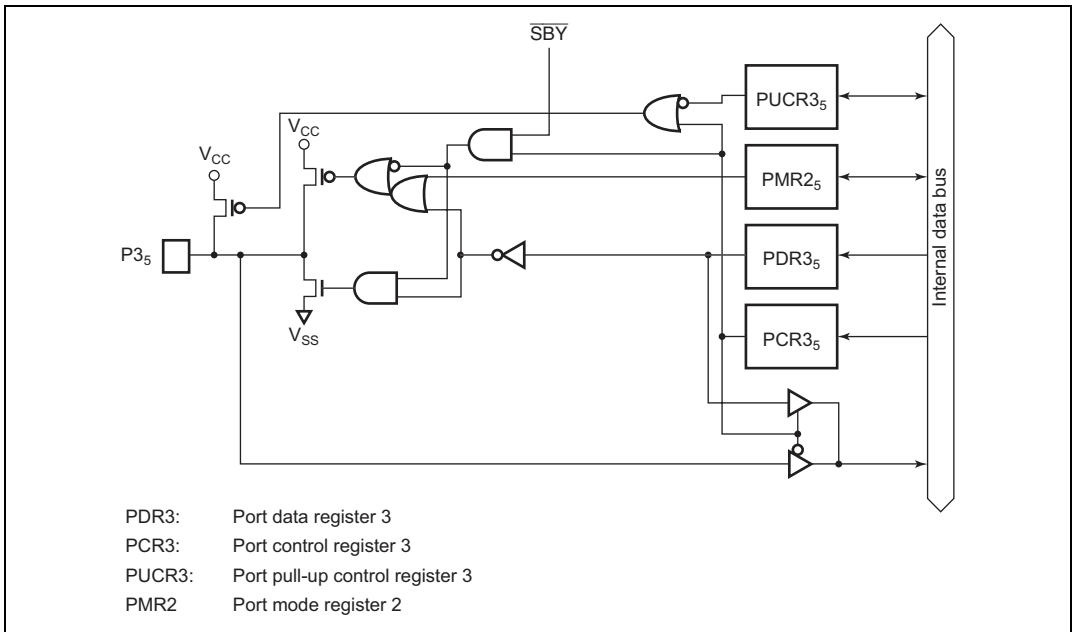 SBY
PUCR3₅
V_CC
V_CC
PMR2₅
P3₅
PDR3₅
V_SS
PCR3₅
Internal data bus
PDR3: Port data register 3
PCR3: Port control register 3
PUCR3: Port pull-up control register 3
PMR2 Port mode register 2